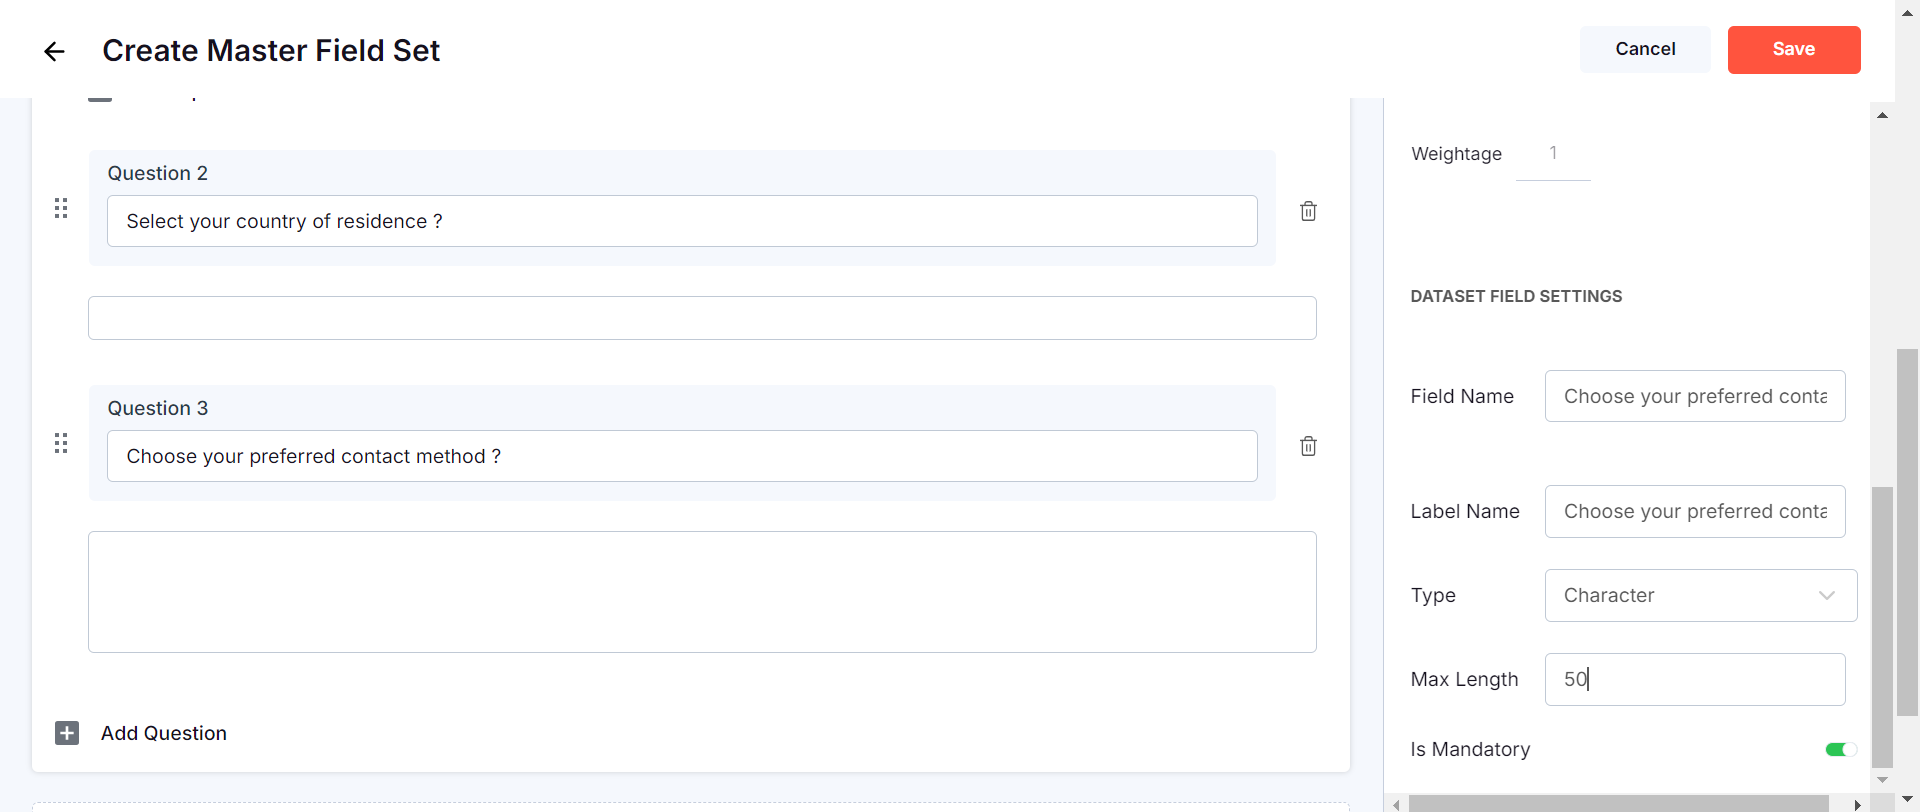 Create Master Field Set
Cancel
Save
Question 2
Select your country of residence ?
Question 3
Choose your preferred contact method ?
Add Question
Weightage 1
DATASET FIELD SETTINGS
Field Name Choose your preferred conta
Label Name Choose your preferred conta
Type Character
Max Length 50
Is Mandatory